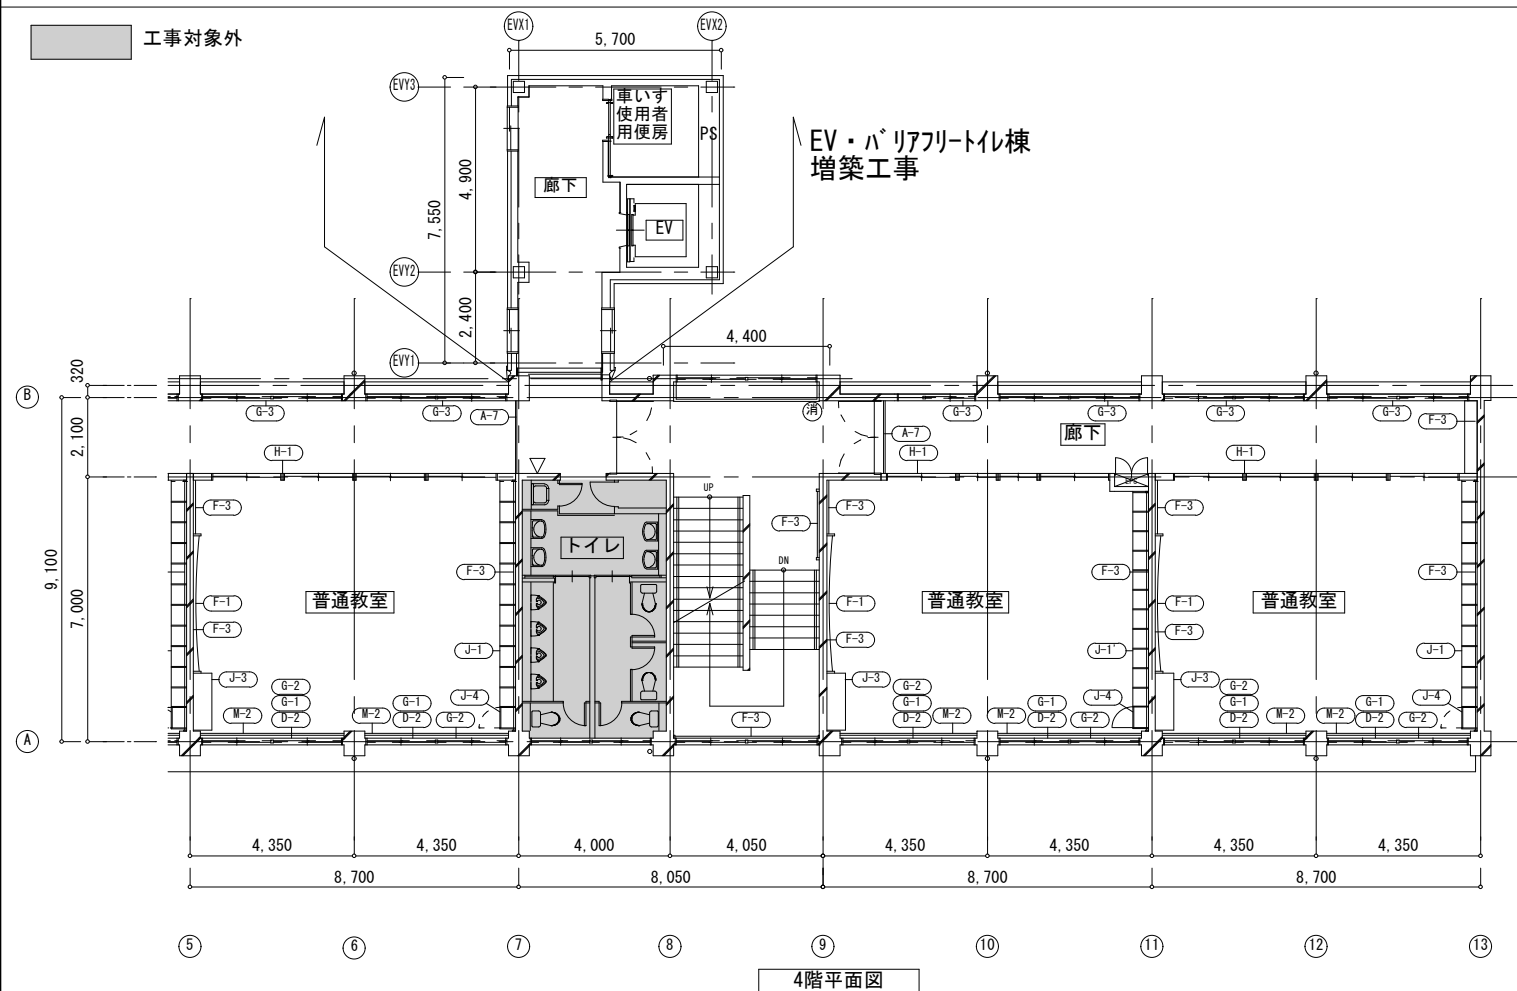 工事対象外
EVX1
EVX2
5,700
EVY3
車いす
使用者
用便房
PS
EV・バリアフリートイレ棟
増築工事
4,900
7,550
廊下
EV
EVY2
2,400
4,400
EVY1
320
B
G-3
G-3
A-7
消
G-3
G-3
G-3
G-3
F-3
A-7
廊下
2,100
H-1
H-1
H-1
UP
F-3
F-3
F-3
F-3
トイレ
DN
9,100
7,000
F-3
F-3
F-3
普通教室
普通教室
普通教室
F-1
F-1
F-1
F-3
F-3
F-3
J-1
J-1'
J-1
J-3
G-2
J-3
G-2
J-3
G-2
G-1
G-1
J-4
G-1
G-1
J-4
G-1
G-1
J-4
M-2
D-2
M-2
D-2
G-2
F-3
D-2
M-2
M-2
D-2
G-2
D-2
M-2
M-2
D-2
G-2
A
4,350
4,350
4,000
4,050
4,350
4,350
4,350
4,350
8,700
8,050
8,700
8,700
5
6
7
8
9
10
11
12
13
4階平面図